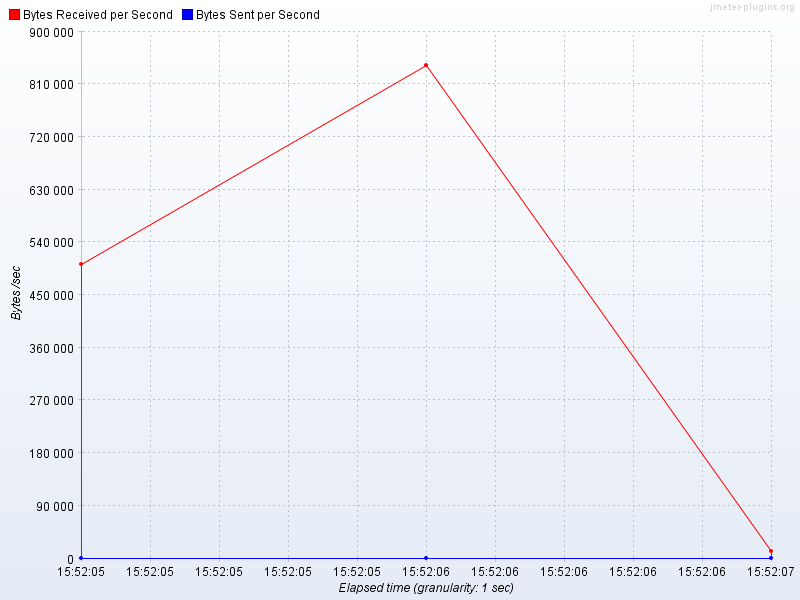 jmeter-plugins.org
Bytes Received per Second Bytes Sent per Second
900 000
810 000
720 000
630 000
540 000
450 000
360 000
270 000
180 000
90 000
0
Bytes/sec
15:52:05 15:52:05 15:52:05 15:52:05 15:52:05 15:52:06 15:52:06 15:52:06 15:52:06 15:52:06 15:52:07
Elapsed time (granularity: 1 sec)